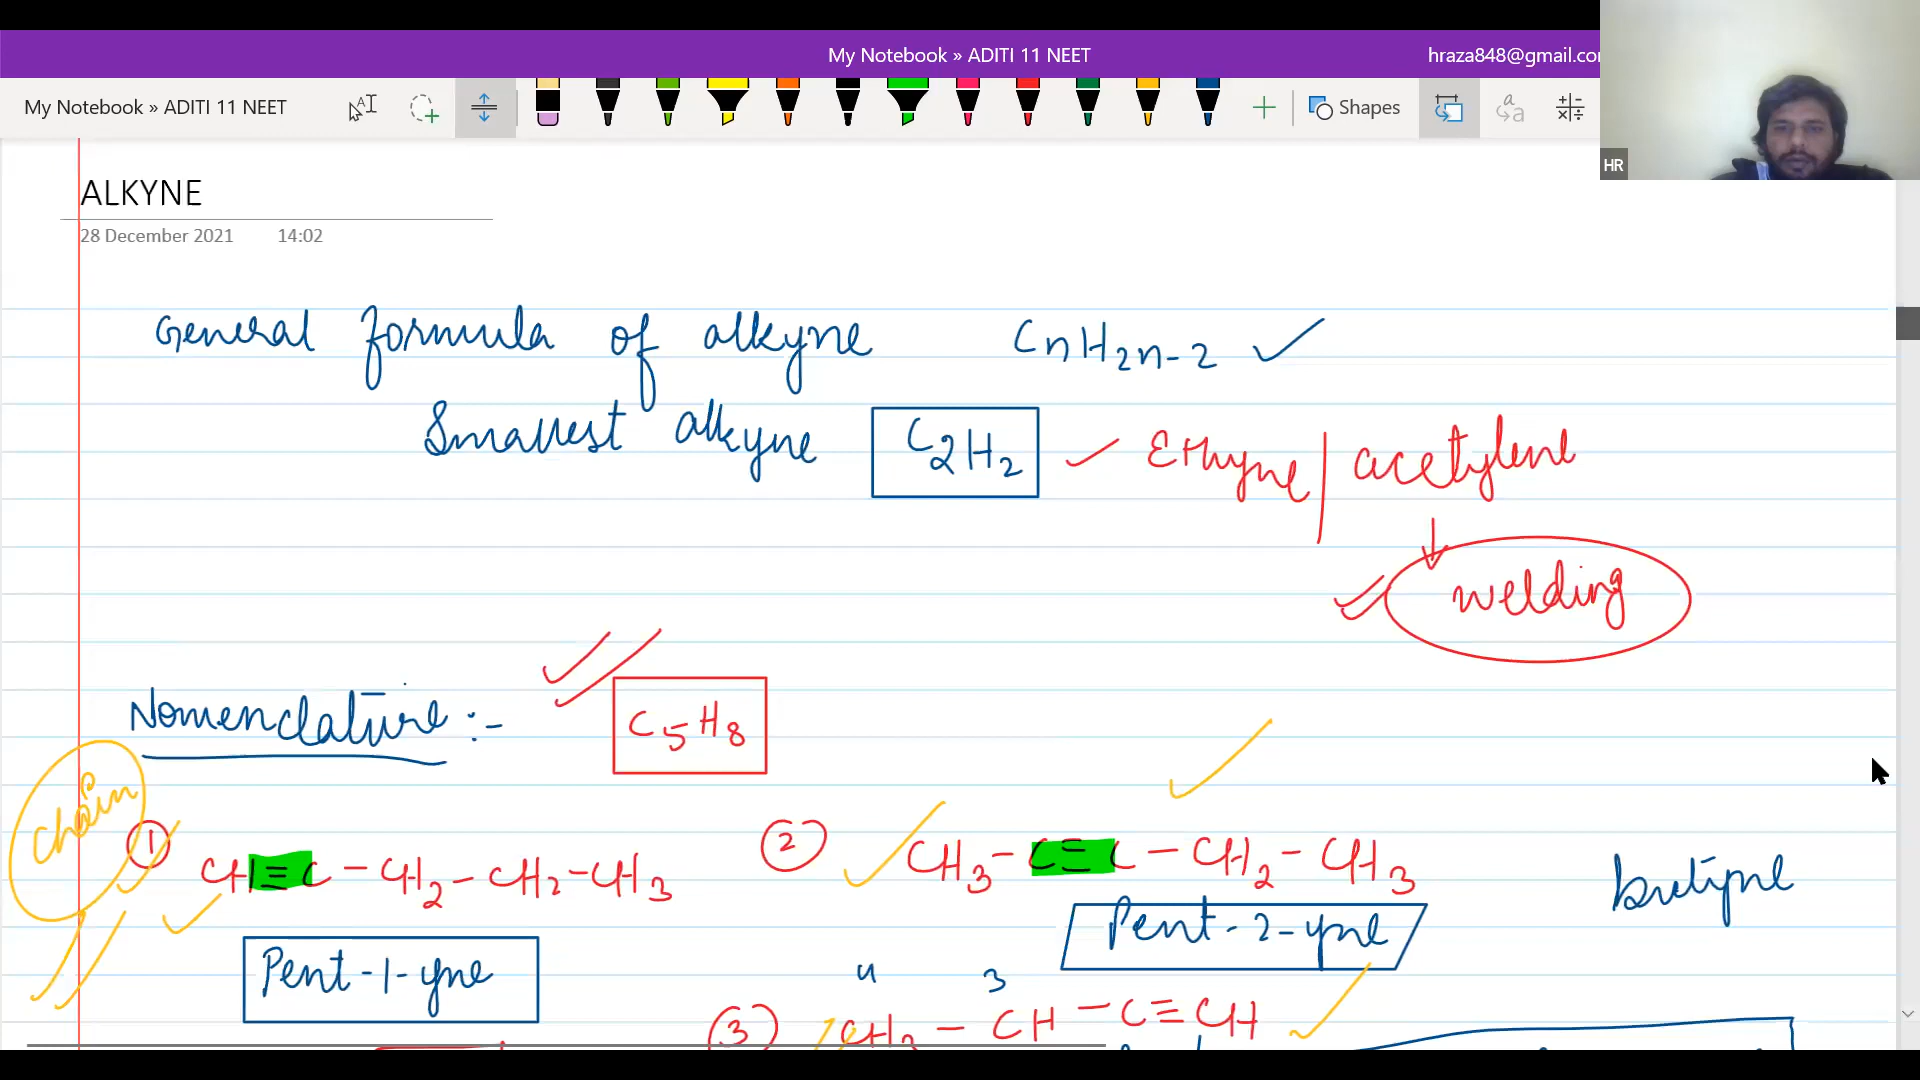 My Notebook » ADITI 11 NEET
hraza848@gmail.co
My Notebook » ADITI 11 NEET
Shapes
HR
ALKYNE
28 December 2021 14:02
General formula of alkyne CnH2n-2
Smallest alkyne C2H2 Ethyne / acetylene
welding
Nomenclature :- C5H8
Chain
① CH≡C-CH2-CH2-CH3
② CH3-C≡C-CH2-CH3
butyne
Pent-1-yne
Pent-2-yne
4 3
③ CH3-CH-C≡CH